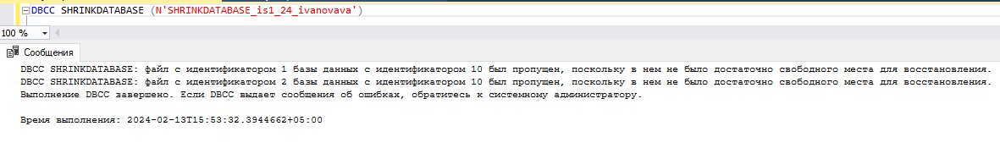 DBCC SHRINKDATABASE (N'SHRINKDATABASE_is1_24_ivanovava')
100 %
Сообщения
DBCC SHRINKDATABASE: файл с идентификатором 1 базы данных с идентификатором 10 был пропущен, поскольку в нем не было достаточно свободного места для восстановления.
DBCC SHRINKDATABASE: файл с идентификатором 2 базы данных с идентификатором 10 был пропущен, поскольку в нем не было достаточно свободного места для восстановления.
Выполнение DBCC завершено. Если DBCC выдает сообщения об ошибках, обратитесь к системному администратору.
Время выполнения: 2024-02-13T15:53:32.3944662+05:00